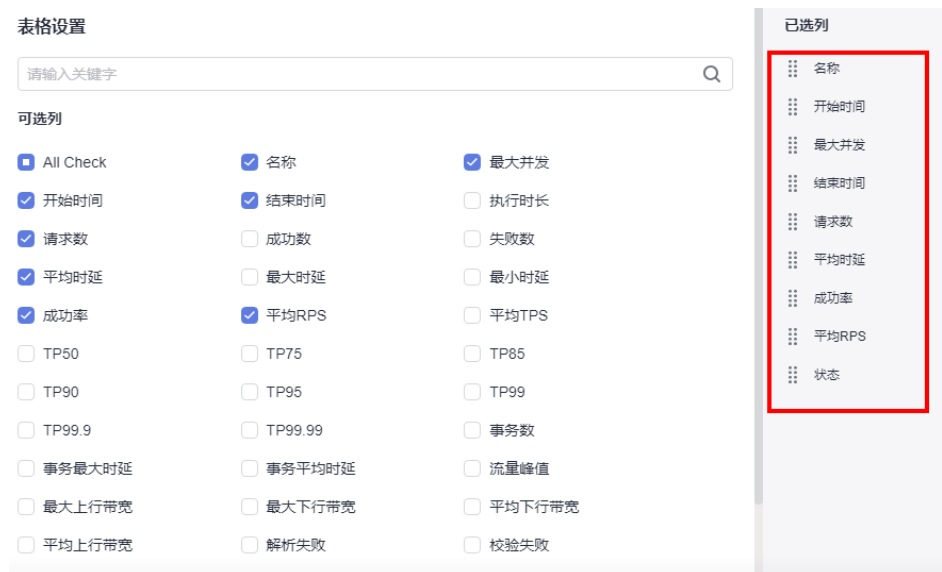 表格设置
请输入关键字
可选列
All Check 名称 最大并发
开始时间 结束时间 执行时长
请求数 成功数 失败数
平均时延 最大时延 最小时延
成功率 平均RPS 平均TPS
TP50 TP75 TP85
TP90 TP95 TP99
TP99.9 TP99.99 事务数
事务最大时延 事务平均时延 流量峰值
最大上行带宽 最大下行带宽 平均下行带宽
平均上行带宽 解析失败 校验失败
已选列
名称
开始时间
最大并发
结束时间
请求数
平均时延
成功率
平均RPS
状态